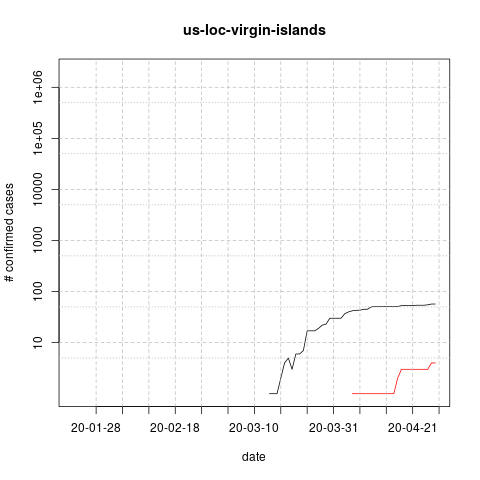 us-loc-virgin-islands
# confirmed cases
1e+06
1e+05
10000
1000
100
10
20-01-28 20-02-18 20-03-10 20-03-31 20-04-21
date